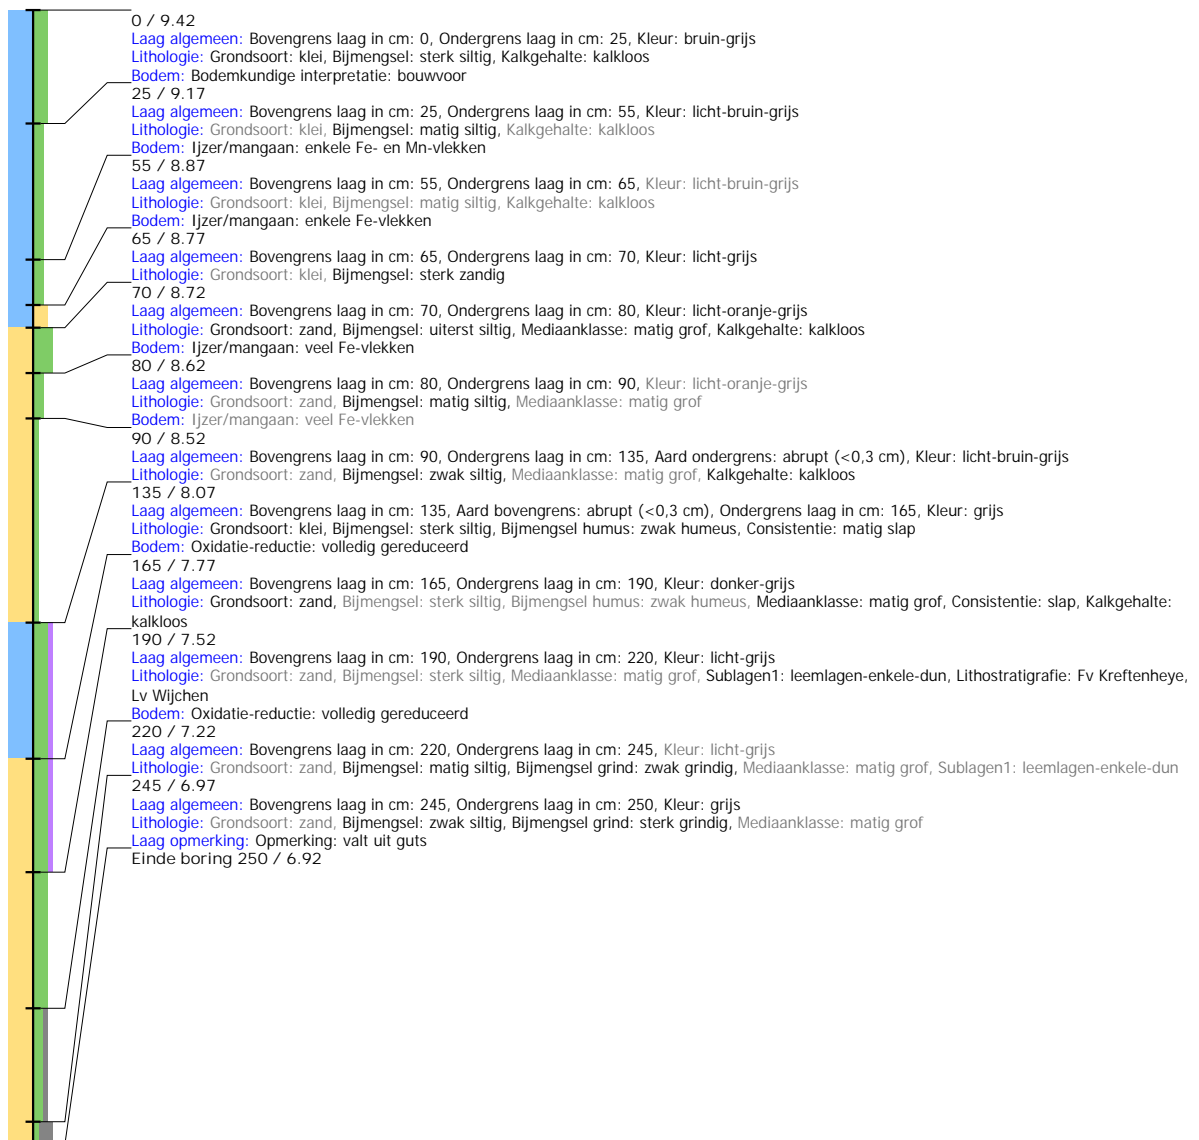 0 / 9.42
Laag algemeen: Bovengrens laag in cm: 0, Ondergrens laag in cm: 25, Kleur: bruin-grijs
Lithologie: Grondsoort: klei, Bijmengsel: sterk siltig, Kalkgehalte: kalkloos
Bodem: Bodemkundige interpretatie: bouwvoor
25 / 9.17
Laag algemeen: Bovengrens laag in cm: 25, Ondergrens laag in cm: 55, Kleur: licht-bruin-grijs
Lithologie: Grondsoort: klei, Bijmengsel: matig siltig, Kalkgehalte: kalkloos
Bodem: Ijzer/mangaan: enkele Fe- en Mn-vlekken
55 / 8.87
Laag algemeen: Bovengrens laag in cm: 55, Ondergrens laag in cm: 65, Kleur: licht-bruin-grijs
Lithologie: Grondsoort: klei, Bijmengsel: matig siltig, Kalkgehalte: kalkloos
Bodem: Ijzer/mangaan: enkele Fe-vlekken
65 / 8.77
Laag algemeen: Bovengrens laag in cm: 65, Ondergrens laag in cm: 70, Kleur: licht-grijs
Lithologie: Grondsoort: klei, Bijmengsel: sterk zandig
70 / 8.72
Laag algemeen: Bovengrens laag in cm: 70, Ondergrens laag in cm: 80, Kleur: licht-oranje-grijs
Lithologie: Grondsoort: zand, Bijmengsel: uiterst siltig, Mediaanklasse: matig grof, Kalkgehalte: kalkloos
Bodem: Ijzer/mangaan: veel Fe-vlekken
80 / 8.62
Laag algemeen: Bovengrens laag in cm: 80, Ondergrens laag in cm: 90, Kleur: licht-oranje-grijs
Lithologie: Grondsoort: zand, Bijmengsel: matig siltig, Mediaanklasse: matig grof
Bodem: Ijzer/mangaan: veel Fe-vlekken
90 / 8.52
Laag algemeen: Bovengrens laag in cm: 90, Ondergrens laag in cm: 135, Aard ondergrens: abrupt (<0,3 cm), Kleur: licht-bruin-grijs
Lithologie: Grondsoort: zand, Bijmengsel: zwak siltig, Mediaanklasse: matig grof, Kalkgehalte: kalkloos
135 / 8.07
Laag algemeen: Bovengrens laag in cm: 135, Aard bovengrens: abrupt (<0,3 cm), Ondergrens laag in cm: 165, Kleur: grijs
Lithologie: Grondsoort: klei, Bijmengsel: sterk siltig, Bijmengsel humus: zwak humeus, Consistentie: matig slap
Bodem: Oxidatie-reductie: volledig gereduceerd
165 / 7.77
Laag algemeen: Bovengrens laag in cm: 165, Ondergrens laag in cm: 190, Kleur: donker-grijs
Lithologie: Grondsoort: zand, Bijmengsel: sterk siltig, Bijmengsel humus: zwak humeus, Mediaanklasse: matig grof, Consistentie: slap, Kalkgehalte:
kalkloos
190 / 7.52
Laag algemeen: Bovengrens laag in cm: 190, Ondergrens laag in cm: 220, Kleur: licht-grijs
Lithologie: Grondsoort: zand, Bijmengsel: sterk siltig, Mediaanklasse: matig grof, Sublagen1: leemlagen-enkele-dun, Lithostratigrafie: Fv Kreftenheye,
Lv Wijchen
Bodem: Oxidatie-reductie: volledig gereduceerd
220 / 7.22
Laag algemeen: Bovengrens laag in cm: 220, Ondergrens laag in cm: 245, Kleur: licht-grijs
Lithologie: Grondsoort: zand, Bijmengsel: matig siltig, Bijmengsel grind: zwak grindig, Mediaanklasse: matig grof, Sublagen1: leemlagen-enkele-dun
245 / 6.97
Laag algemeen: Bovengrens laag in cm: 245, Ondergrens laag in cm: 250, Kleur: grijs
Lithologie: Grondsoort: zand, Bijmengsel: zwak siltig, Bijmengsel grind: sterk grindig, Mediaanklasse: matig grof
Laag opmerking: Opmerking: valt uit guts
Einde boring 250 / 6.92